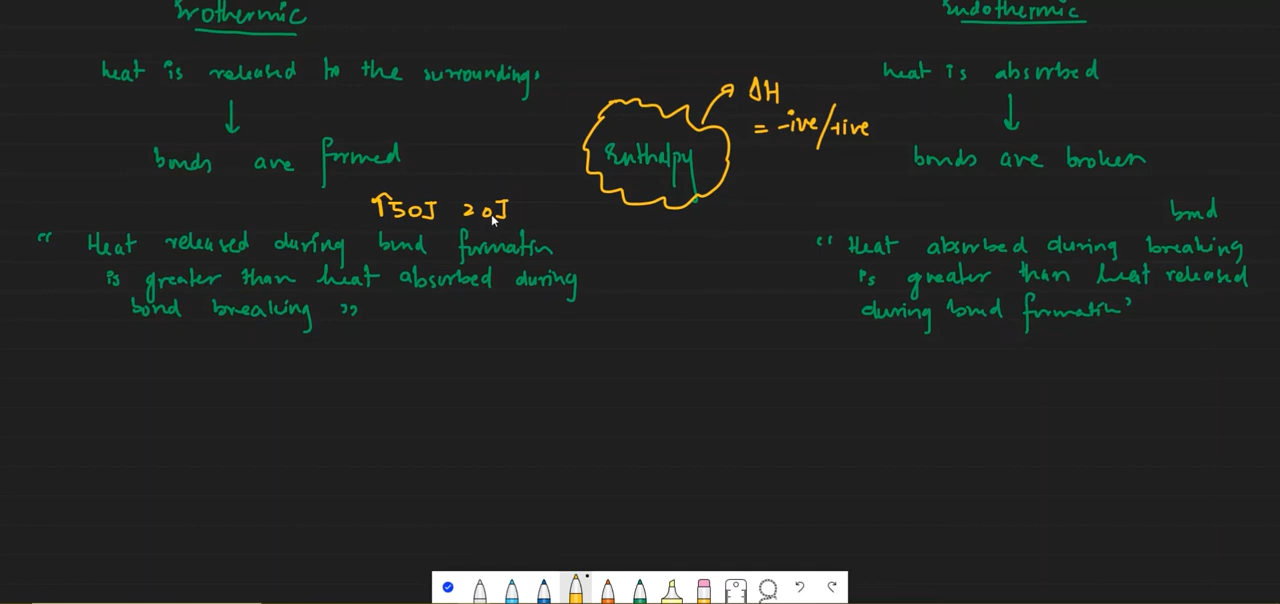 Exothermic
heat is released to the surroundings
↓
bonds are formed
↑50J 20J
“ Heat released during bond formation
is greater than heat absorbed during
bond breaking ”
Enthalpy
ΔH
= -ive/+ive
Endothermic
heat is absorbed
↓
bonds are broken
bond
“ Heat absorbed during breaking
is greater than heat released
during bond formation ”